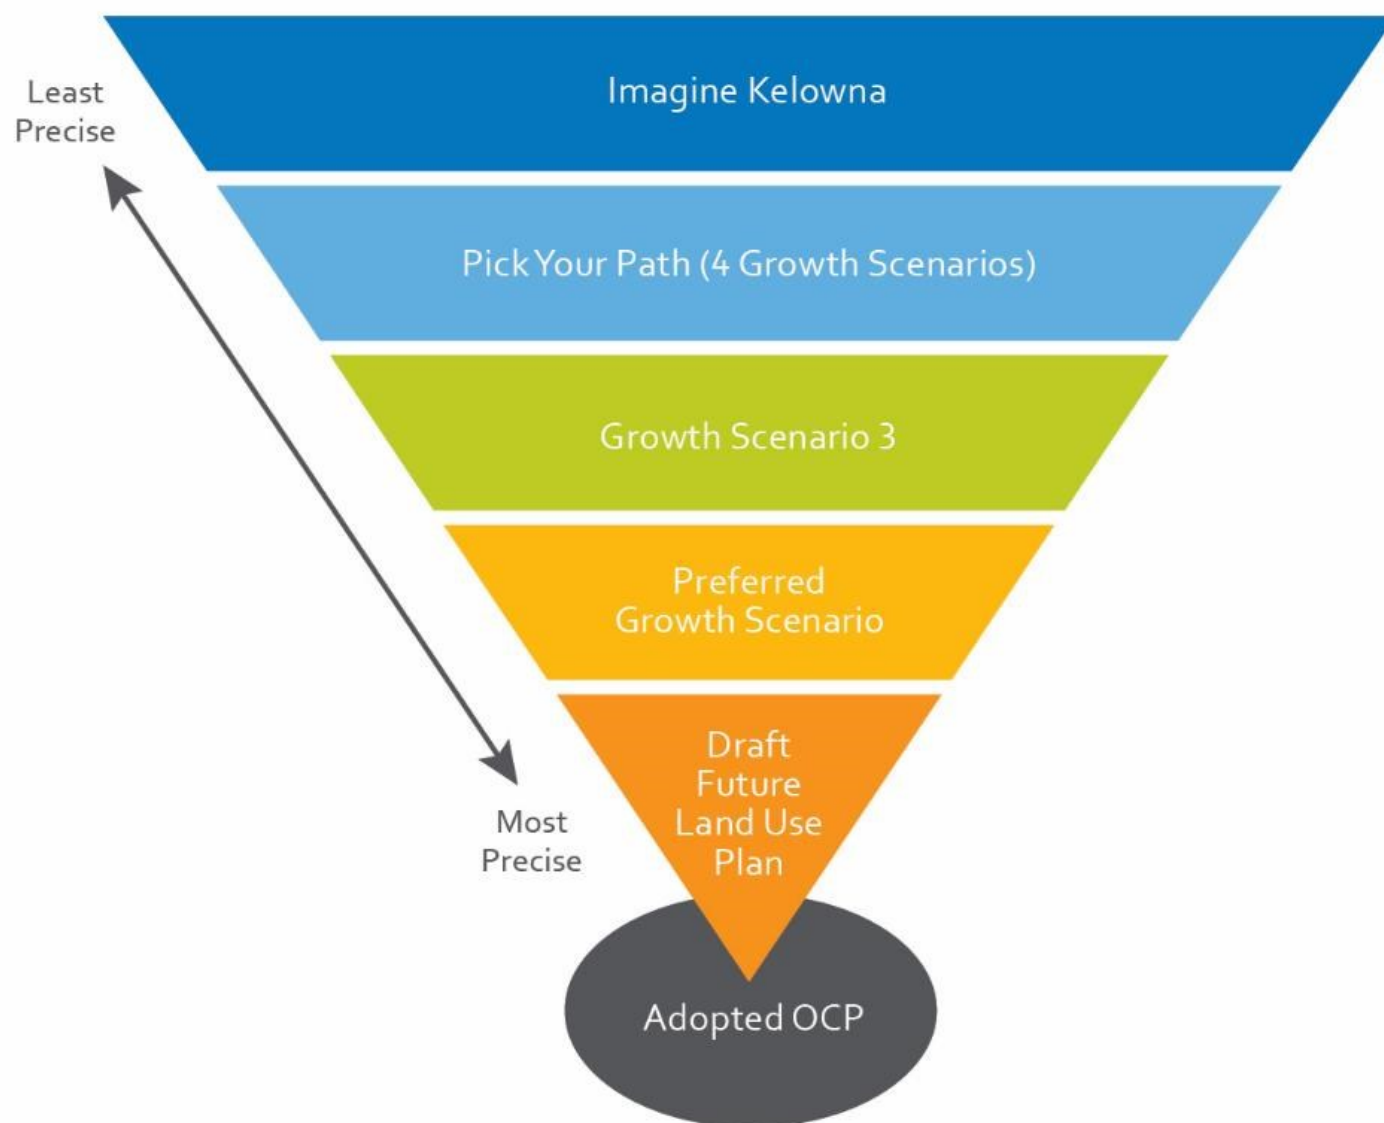 Least
Precise
Imagine Kelowna
Pick Your Path (4 Growth Scenarios)
Growth Scenario 3
Preferred
Growth Scenario
Draft
Future
Land Use
Plan
Most
Precise
Adopted OCP